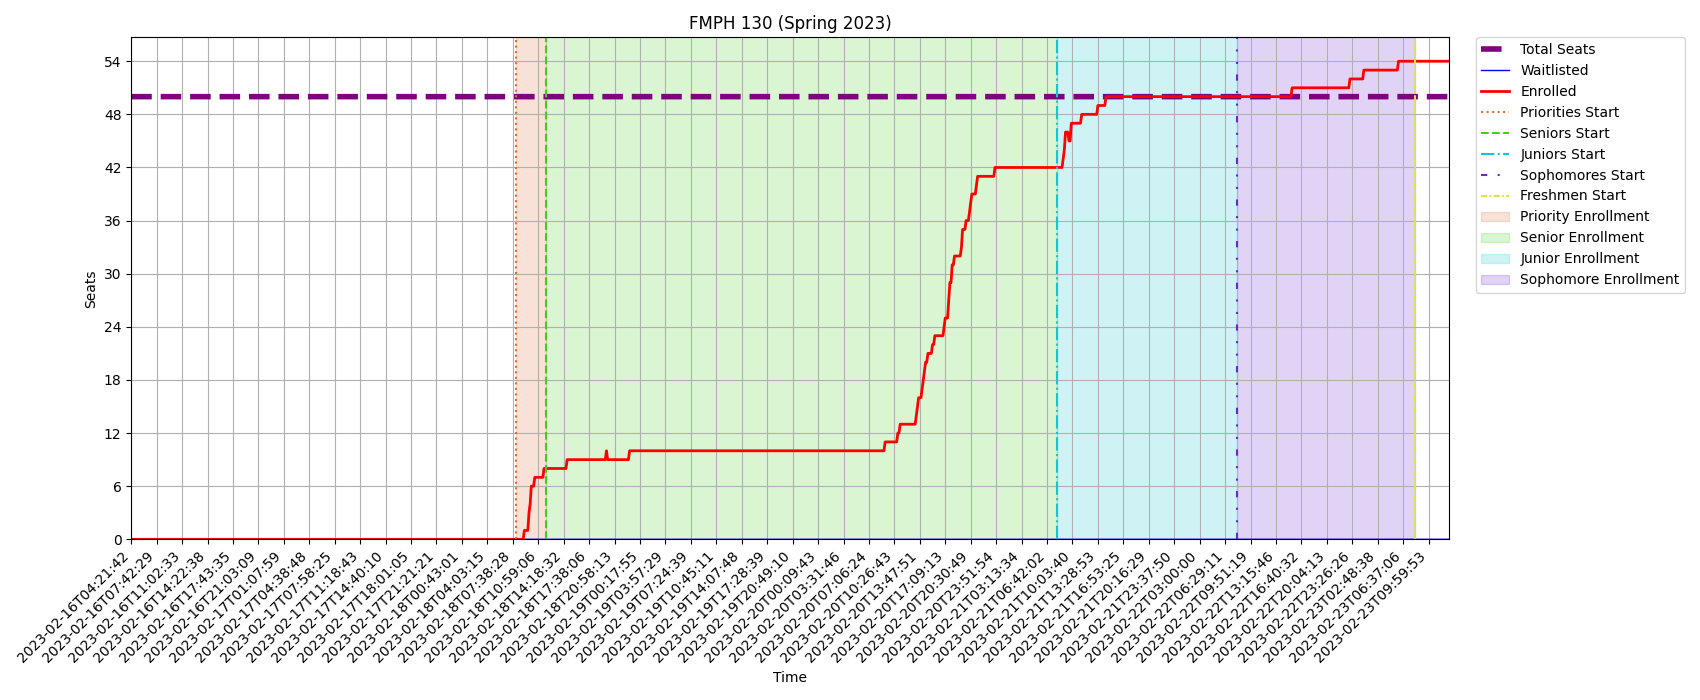 FMPH 130 (Spring 2023)
Seats
54
48
42
36
30
24
18
12
6
0
2023-02-16T04:21:42
2023-02-16T07:42:29
2023-02-16T11:02:33
2023-02-16T14:22:38
2023-02-16T17:43:35
2023-02-16T21:03:09
2023-02-17T01:07:59
2023-02-17T04:38:48
2023-02-17T07:58:25
2023-02-17T11:18:43
2023-02-17T14:40:10
2023-02-17T18:01:05
2023-02-17T21:21:21
2023-02-18T00:43:01
2023-02-18T04:03:15
2023-02-18T07:38:28
2023-02-18T10:59:06
2023-02-18T14:18:32
2023-02-18T17:38:06
2023-02-18T20:58:13
2023-02-19T00:17:55
2023-02-19T03:57:29
2023-02-19T07:24:39
2023-02-19T10:45:11
2023-02-19T14:07:48
2023-02-19T17:28:39
2023-02-19T20:49:10
2023-02-20T00:09:43
2023-02-20T03:31:46
2023-02-20T07:06:24
2023-02-20T10:26:43
2023-02-20T13:47:51
2023-02-20T17:09:13
2023-02-20T20:30:49
2023-02-20T23:51:54
2023-02-21T03:13:34
2023-02-21T06:42:02
2023-02-21T10:03:40
2023-02-21T13:28:53
2023-02-21T16:53:25
2023-02-21T20:16:29
2023-02-21T23:37:50
2023-02-22T03:00:00
2023-02-22T06:29:11
2023-02-22T09:51:19
2023-02-22T13:15:46
2023-02-22T16:40:32
2023-02-22T20:04:13
2023-02-22T23:26:26
2023-02-23T02:48:38
2023-02-23T06:37:06
2023-02-23T09:59:53
Time
Total Seats
Waitlisted
Enrolled
Priorities Start
Seniors Start
Juniors Start
Sophomores Start
Freshmen Start
Priority Enrollment
Senior Enrollment
Junior Enrollment
Sophomore Enrollment